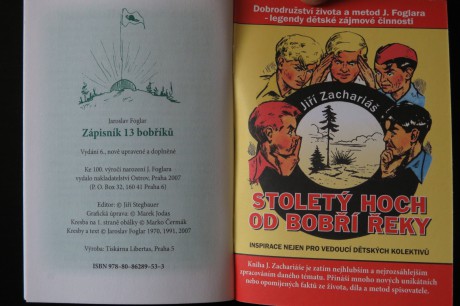 Jaroslav Foglar
Zápisník 13 bobříků
Vydání 6., nově upravené a doplněné
Ke 100. výročí narození J. Foglara
vydalo nakladatelství Ostrov, Praha 2007
(P. O. Box 32, 160-41 Praha 6)
Editor: © Jiří Stegbauer
Grafická úprava: © Marek Jodas
Kresba na 1. straně obálky © Marko Čermák
Kresby a text © Jaroslav Foglar 1970, 1991, 2007
Výroba: Tiskárna Libertas, Praha 5
ISBN 978-80-86289-53-3
Dobrodružství života a metod J. Foglara
- legendy dětské zájmové činnosti
Jiří Zachariáš
STOLETÝ HOCH
OD BOBŘÍ ŘEKY
INSPIRACE NEJEN PRO VEDOUCÍ DĚTSKÝCH KOLEKTIVŮ
Kniha J. Zachariáše je zatím nejhlubším a nejrozsáhlejším
zpracováním daného tématu. Přináší mnoho nových unikátních
nebo opomíjených faktů ze života, díla a metod spisovatele.